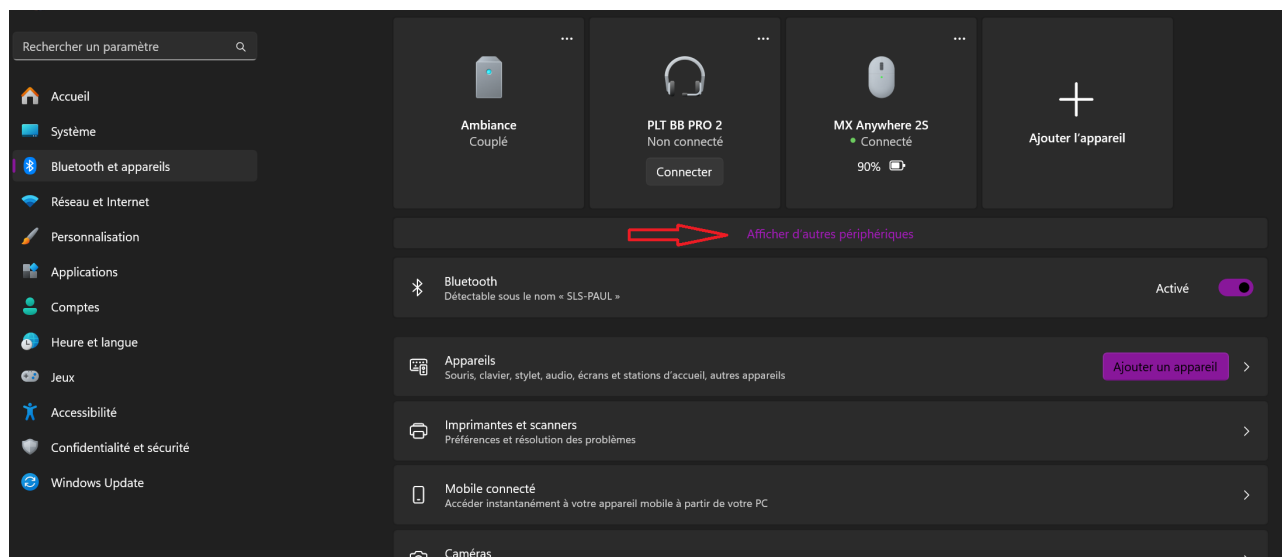 Rechercher un paramètre
Accueil
Système
Bluetooth et appareils
Réseau et Internet
Personnalisation
Applications
Comptes
Heure et langue
Jeux
Accessibilité
Confidentialité et sécurité
Windows Update
Ambiance
Couplé
PLT BB PRO 2
Non connecté
Connecter
MX Anywhere 2S
Connecté
90%
Ajouter l'appareil
Afficher d'autres périphériques
Bluetooth
Détectable sous le nom « SLS-PAUL »
Activé
Appareils
Souris, clavier, stylet, audio, écrans et stations d'accueil, autres appareils
Ajouter un appareil
Imprimantes et scanners
Préférences et résolution des problèmes
Mobile connecté
Accéder instantanément à votre appareil mobile à partir de votre PC
Caméras